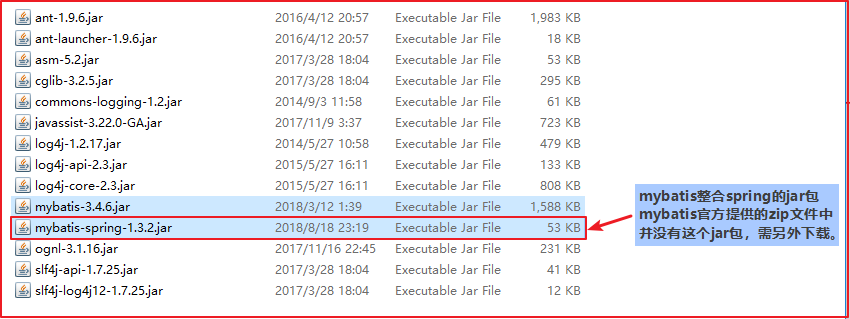 ant-1.9.6.jar 2016/4/12 20:57 Executable Jar File 1,983 KB
ant-launcher-1.9.6.jar 2016/4/12 20:57 Executable Jar File 18 KB
asm-5.2.jar 2017/3/28 18:04 Executable Jar File 53 KB
cglib-3.2.5.jar 2017/3/28 18:04 Executable Jar File 295 KB
commons-logging-1.2.jar 2014/9/3 11:58 Executable Jar File 61 KB
javassist-3.22.0-GA.jar 2017/11/9 3:37 Executable Jar File 723 KB
log4j-1.2.17.jar 2014/5/27 10:58 Executable Jar File 479 KB
log4j-api-2.3.jar 2015/5/27 16:11 Executable Jar File 133 KB
log4j-core-2.3.jar 2015/5/27 16:11 Executable Jar File 808 KB
mybatis-3.4.6.jar 2018/3/12 1:39 Executable Jar File 1,588 KB
mybatis-spring-1.3.2.jar 2018/8/18 23:19 Executable Jar File 53 KB
ognl-3.1.16.jar 2017/11/16 22:45 Executable Jar File 231 KB
slf4j-api-1.7.25.jar 2017/3/28 18:04 Executable Jar File 41 KB
slf4j-log4j12-1.7.25.jar 2017/3/28 18:04 Executable Jar File 12 KB
mybatis整合spring的jar包
mybatis官方提供的zip文件中
并没有这个jar包，需另外下载。